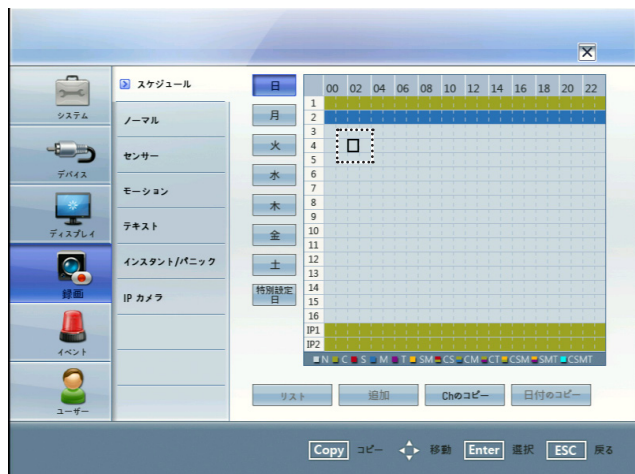 スケジュール
ノーマル
センサー
モーション
テキスト
インスタント/パニック
IP カメラ
システム
デバイス
ディスプレイ
録画
イベント
ユーザー
日
月
火
水
木
金
土
特別設定
日
00 02 04 06 08 10 12 14 16 18 20 22
1
2
3
4
5
6
7
8
9
10
11
12
13
14
15
16
IP1
IP2
N C S M T SM CS CM CT CSM SMT CSMT
リスト 追加 Chのコピー 日付のコピー
Copy コピー 移動 Enter 選択 ESC 戻る